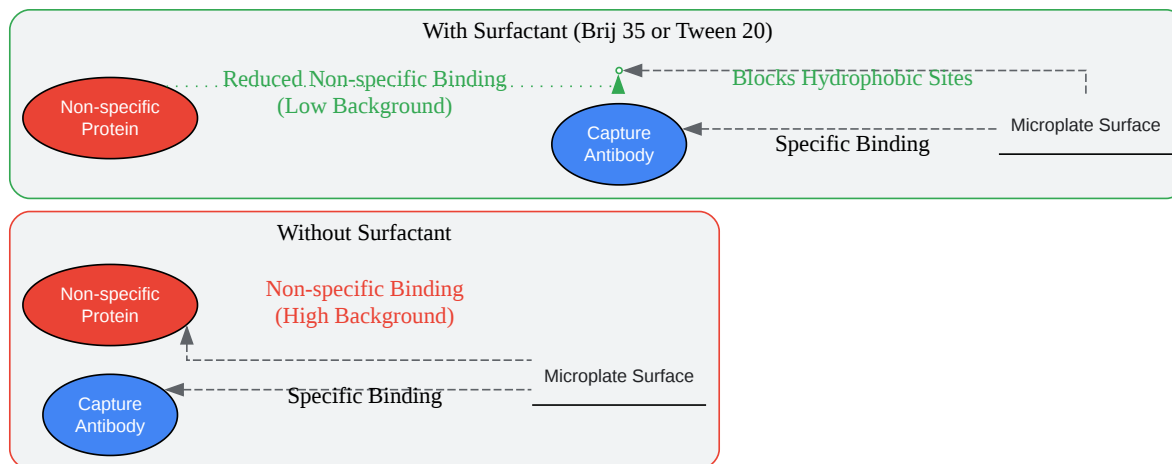 With Surfactant (Brij 35 or Tween 20)
Reduced Non-specific Binding
(Low Background)
Blocks Hydrophobic Sites
Non-specific
Protein
Capture
Antibody
Specific Binding
Microplate Surface
Without Surfactant
Non-specific Binding
(High Background)
Non-specific
Protein
Microplate Surface
Specific Binding
Capture
Antibody